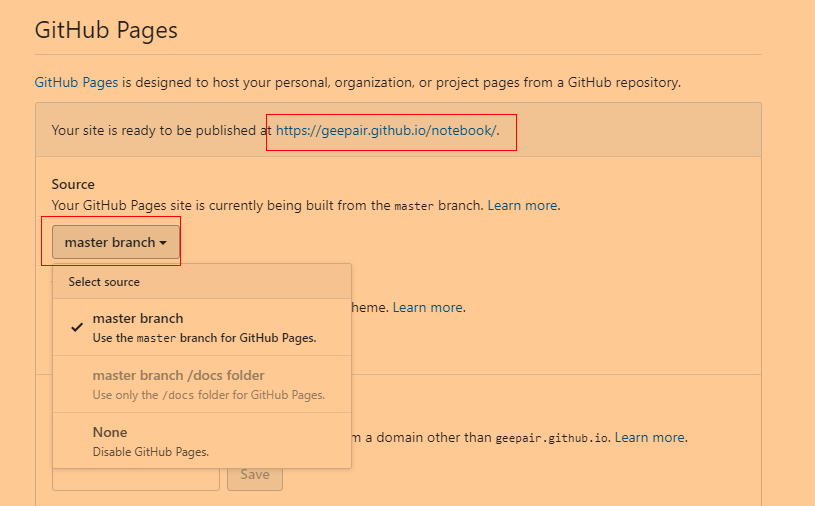 GitHub Pages
GitHub Pages is designed to host your personal, organization, or project pages from a GitHub repository.
Your site is ready to be published at https://geepair.github.io/notebook/.
Source
Your GitHub Pages site is currently being built from the master branch. Learn more.
master branch
Select source
heme. Learn more.
master branch
Use the master branch for GitHub Pages.
master branch /docs folder
Use only the /docs folder for GitHub Pages.
None
m a domain other than geepair.github.io. Learn more.
Disable GitHub Pages.
Save